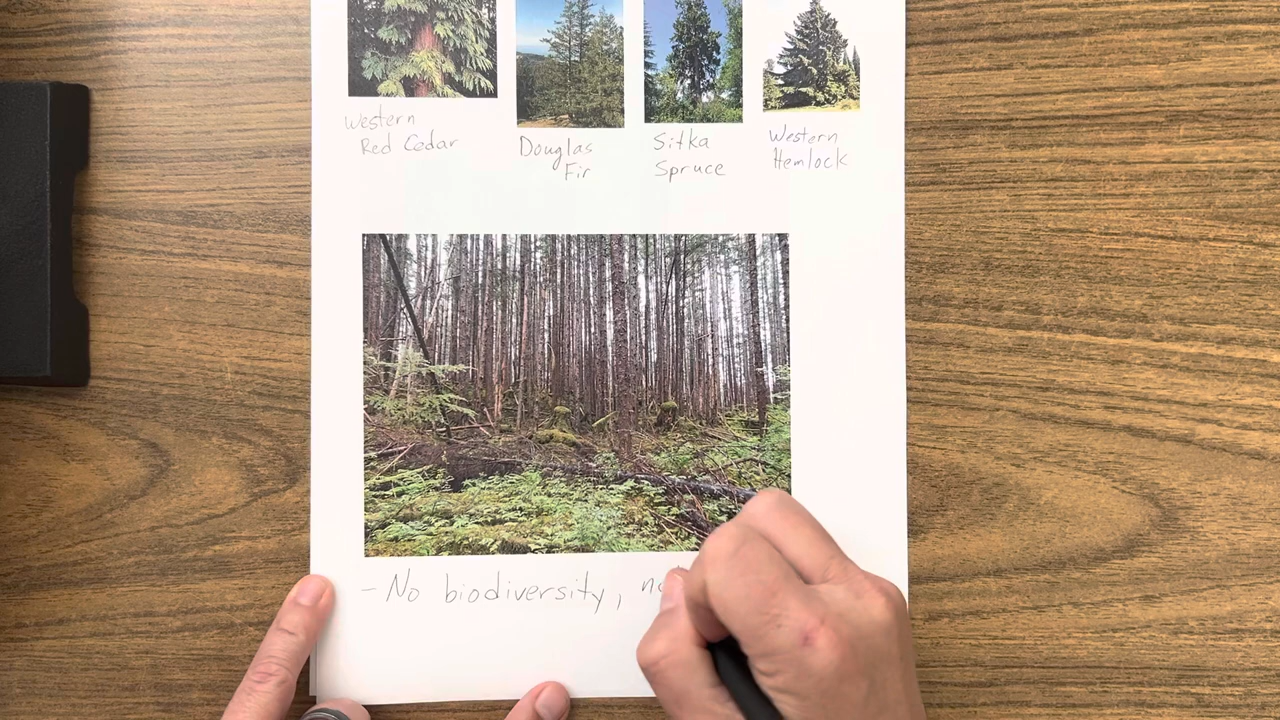 Western
Red Cedar
Douglas
Fir
Sitka
Spruce
Western
Hemlock
- No biodiversity,